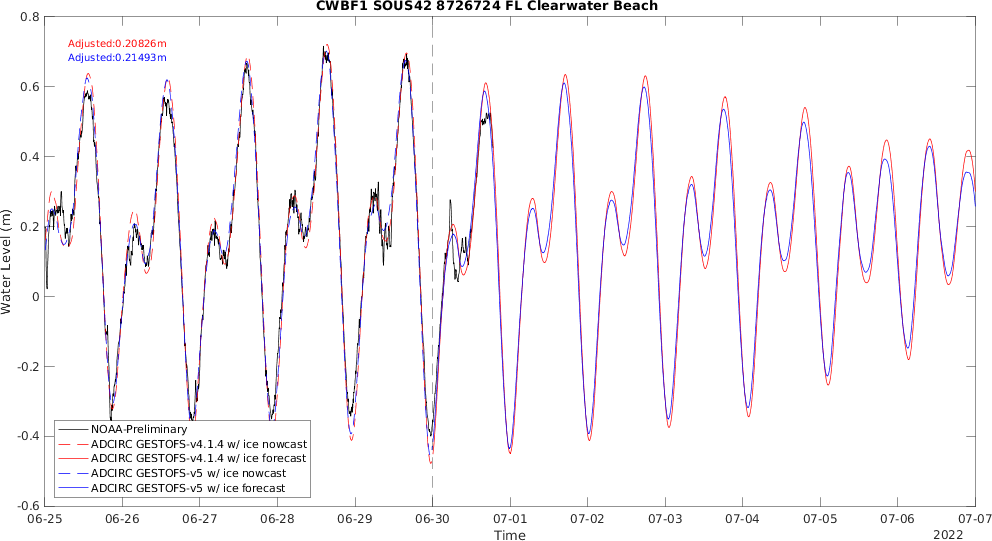 CWBF1 SOUS42 8726724 FL Clearwater Beach
Adjusted:0.20826m
Adjusted:0.21493m
Water Level (m)
0.8
0.6
0.4
0.2
0
-0.2
-0.4
-0.6
NOAA-Preliminary
ADCIRC GESTOFS-v4.1.4 w/ ice nowcast
ADCIRC GESTOFS-v4.1.4 w/ ice forecast
ADCIRC GESTOFS-v5 w/ ice nowcast
ADCIRC GESTOFS-v5 w/ ice forecast
06-25 06-26 06-27 06-28 06-29 06-30 07-01 07-02 07-03 07-04 07-05 07-06 07-07
Time
2022